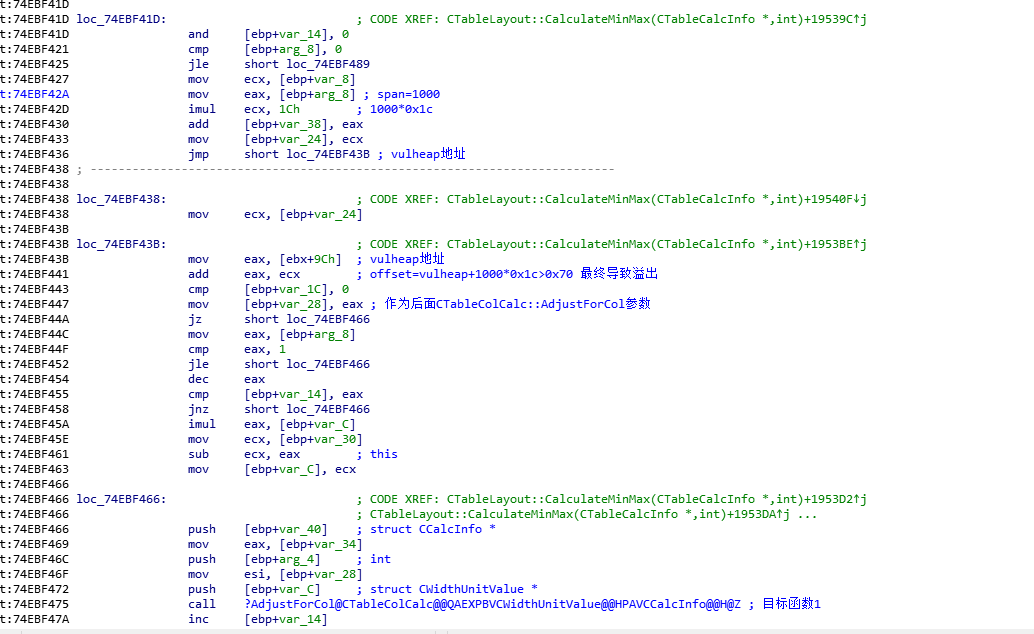 t:74EBF41D
t:74EBF41D loc_74EBF41D: ; CODE XREF: CTableLayout::CalculateMinMax(CTableCalcInfo *,int)+19539C↑j
t:74EBF41D and [ebp+var_14], 0
t:74EBF421 cmp [ebp+arg_8], 0
t:74EBF425 jle short loc_74EBF489
t:74EBF427 mov ecx, [ebp+var_8]
t:74EBF42A mov eax, [ebp+arg_8] ; span=1000
t:74EBF42D imul ecx, 1Ch ; 1000*0x1c
t:74EBF430 add [ebp+var_38], eax
t:74EBF433 mov [ebp+var_24], ecx
t:74EBF436 jmp short loc_74EBF43B ; vulheap地址
t:74EBF438 ; ---------------------------------------------------------------------------
t:74EBF438
t:74EBF438 loc_74EBF438: ; CODE XREF: CTableLayout::CalculateMinMax(CTableCalcInfo *,int)+19540F↓j
t:74EBF438 mov ecx, [ebp+var_24]
t:74EBF43B
t:74EBF43B loc_74EBF43B: ; CODE XREF: CTableLayout::CalculateMinMax(CTableCalcInfo *,int)+1953BE↑j
t:74EBF43B mov eax, [ebx+9Ch] ; vulheap地址
t:74EBF441 add eax, ecx ; offset=vulheap+1000*0x1c>0x70 最终导致溢出
t:74EBF443 cmp [ebp+var_1C], 0
t:74EBF447 mov [ebp+var_28], eax ; 作为后面CTableColCalc::AdjustForCol参数
t:74EBF44A jz short loc_74EBF466
t:74EBF44C mov eax, [ebp+arg_8]
t:74EBF44F cmp eax, 1
t:74EBF452 jle short loc_74EBF466
t:74EBF454 dec eax
t:74EBF455 cmp [ebp+var_14], eax
t:74EBF458 jnz short loc_74EBF466
t:74EBF45A imul eax, [ebp+var_C]
t:74EBF45E mov ecx, [ebp+var_30]
t:74EBF461 sub ecx, eax ; this
t:74EBF463 mov [ebp+var_C], ecx
t:74EBF466
t:74EBF466 loc_74EBF466: ; CODE XREF: CTableLayout::CalculateMinMax(CTableCalcInfo *,int)+1953D2↑j
t:74EBF466 ; CTableLayout::CalculateMinMax(CTableCalcInfo *,int)+1953DA↑j ...
t:74EBF466 push [ebp+var_40] ; struct CCalcInfo *
t:74EBF469 mov eax, [ebp+var_34]
t:74EBF46C push [ebp+arg_4] ; int
t:74EBF46F mov esi, [ebp+var_28]
t:74EBF472 push [ebp+var_C] ; struct CWidthUnitValue *
t:74EBF475 call ?AdjustForCol@CTableColCalc@@QAEXPBVCWidthUnitValue@@HPAVCCalcInfo@@H@Z ; 目标函数1
t:74EBF47A inc [ebp+var_14]